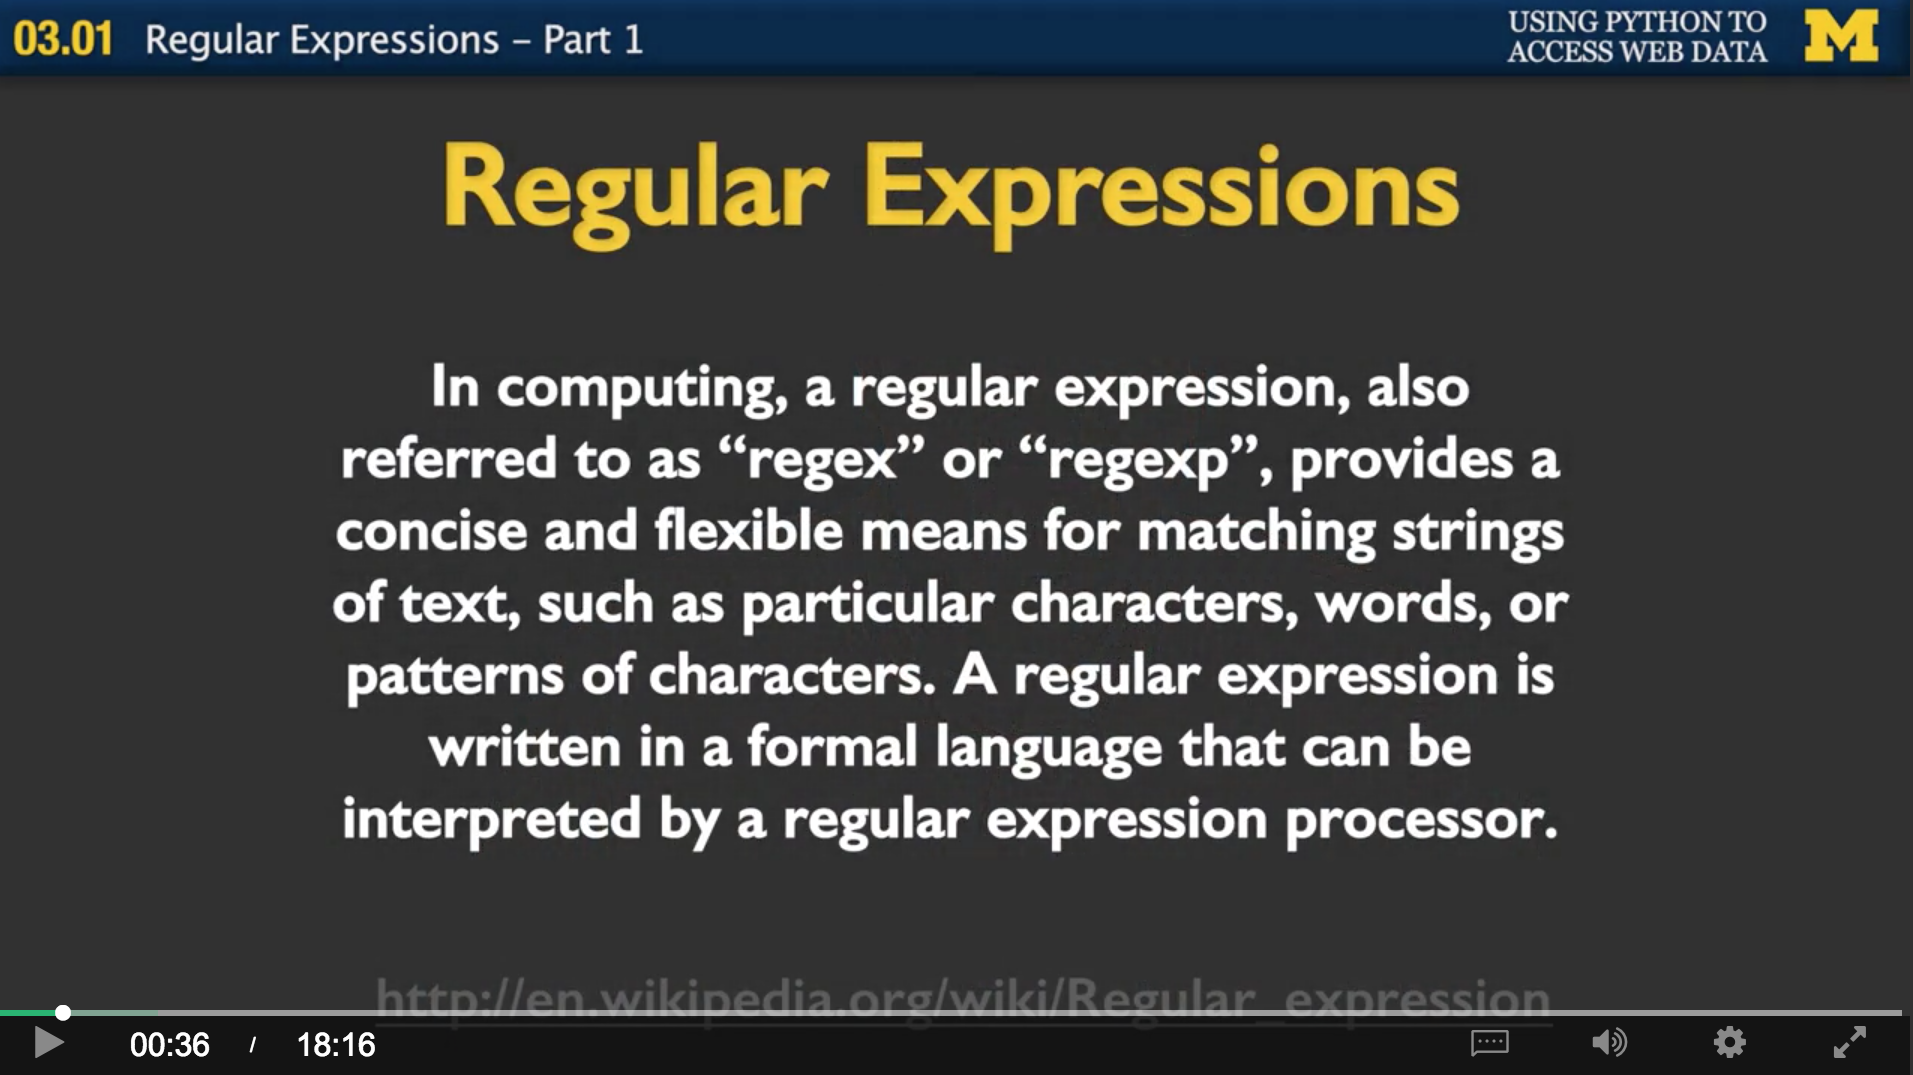 03.01 Regular Expressions – Part 1
USING PYTHON TO
ACCESS WEB DATA
M
Regular Expressions
In computing, a regular expression, also
referred to as “regex” or “regexp”, provides a
concise and flexible means for matching strings
of text, such as particular characters, words, or
patterns of characters. A regular expression is
written in a formal language that can be
interpreted by a regular expression processor.
http://en.wikipedia.org/wiki/Regular_expression
00:36 / 18:16